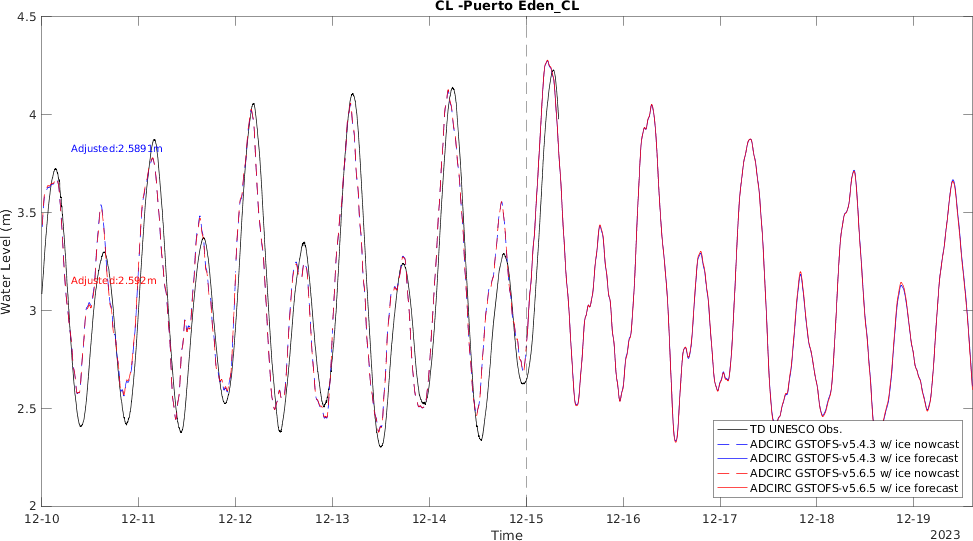 CL -Puerto Eden_CL
4.5
4
3.5
3
2.5
2
Water Level (m)
Adjusted:2.5891m
Adjusted:2.592m
TD UNESCO Obs.
ADCIRC GSTOFS-v5.4.3 w/ ice nowcast
ADCIRC GSTOFS-v5.4.3 w/ ice forecast
ADCIRC GSTOFS-v5.6.5 w/ ice nowcast
ADCIRC GSTOFS-v5.6.5 w/ ice forecast
12-10 12-11 12-12 12-13 12-14 12-15 12-16 12-17 12-18 12-19
Time
2023